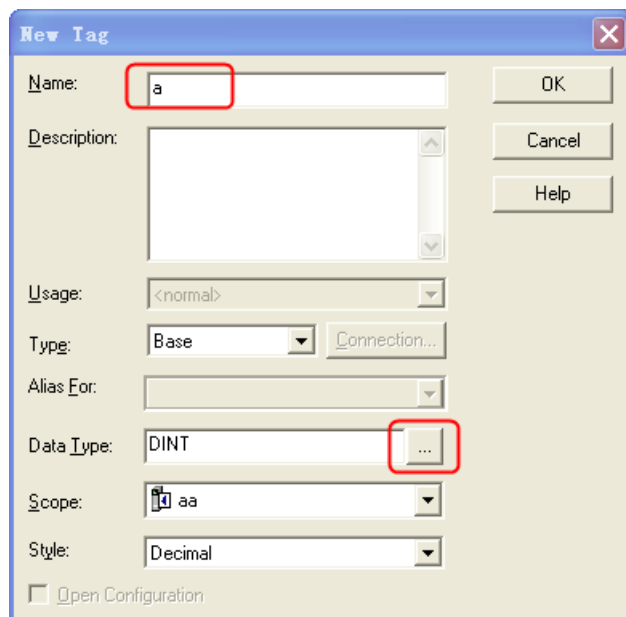 New Tag
Name: a OK
Description: Cancel
Help
Usage: <normal>
Type: Base Connection...
Alias For:
Data Type: DINT ...
Scope: aa
Style: Decimal
Open Configuration